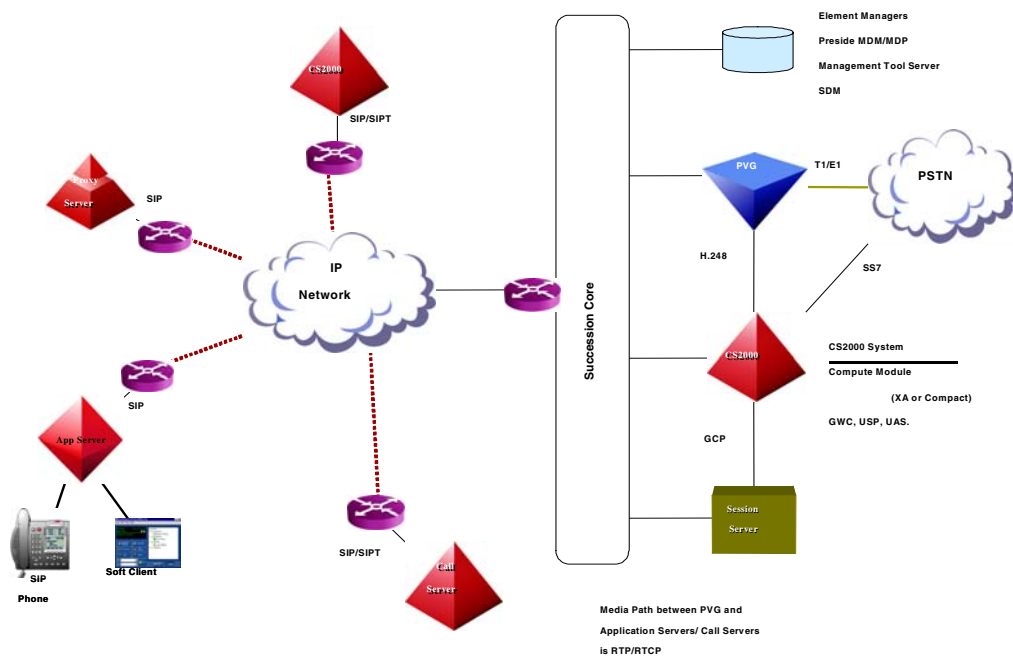 Element Managers
Preside MDM/MDP
Management Tool Server
SDM
CS2000
SIP/SIPT
Proxy
Server
SIP
IP
Network
SIP
App Server
SiP
Phone
Soft Client
SIP/SIPT
Call
Server
Succession Core
PVG
T1/E1
PSTN
H.248
SS7
CS2000
CS2000 System
Compute Module
(XA or Compact)
GWC, USP, UAS.
GCP
Session
Server
Media Path between PVG and
Application Servers/ Call Servers
is RTP/RTCP